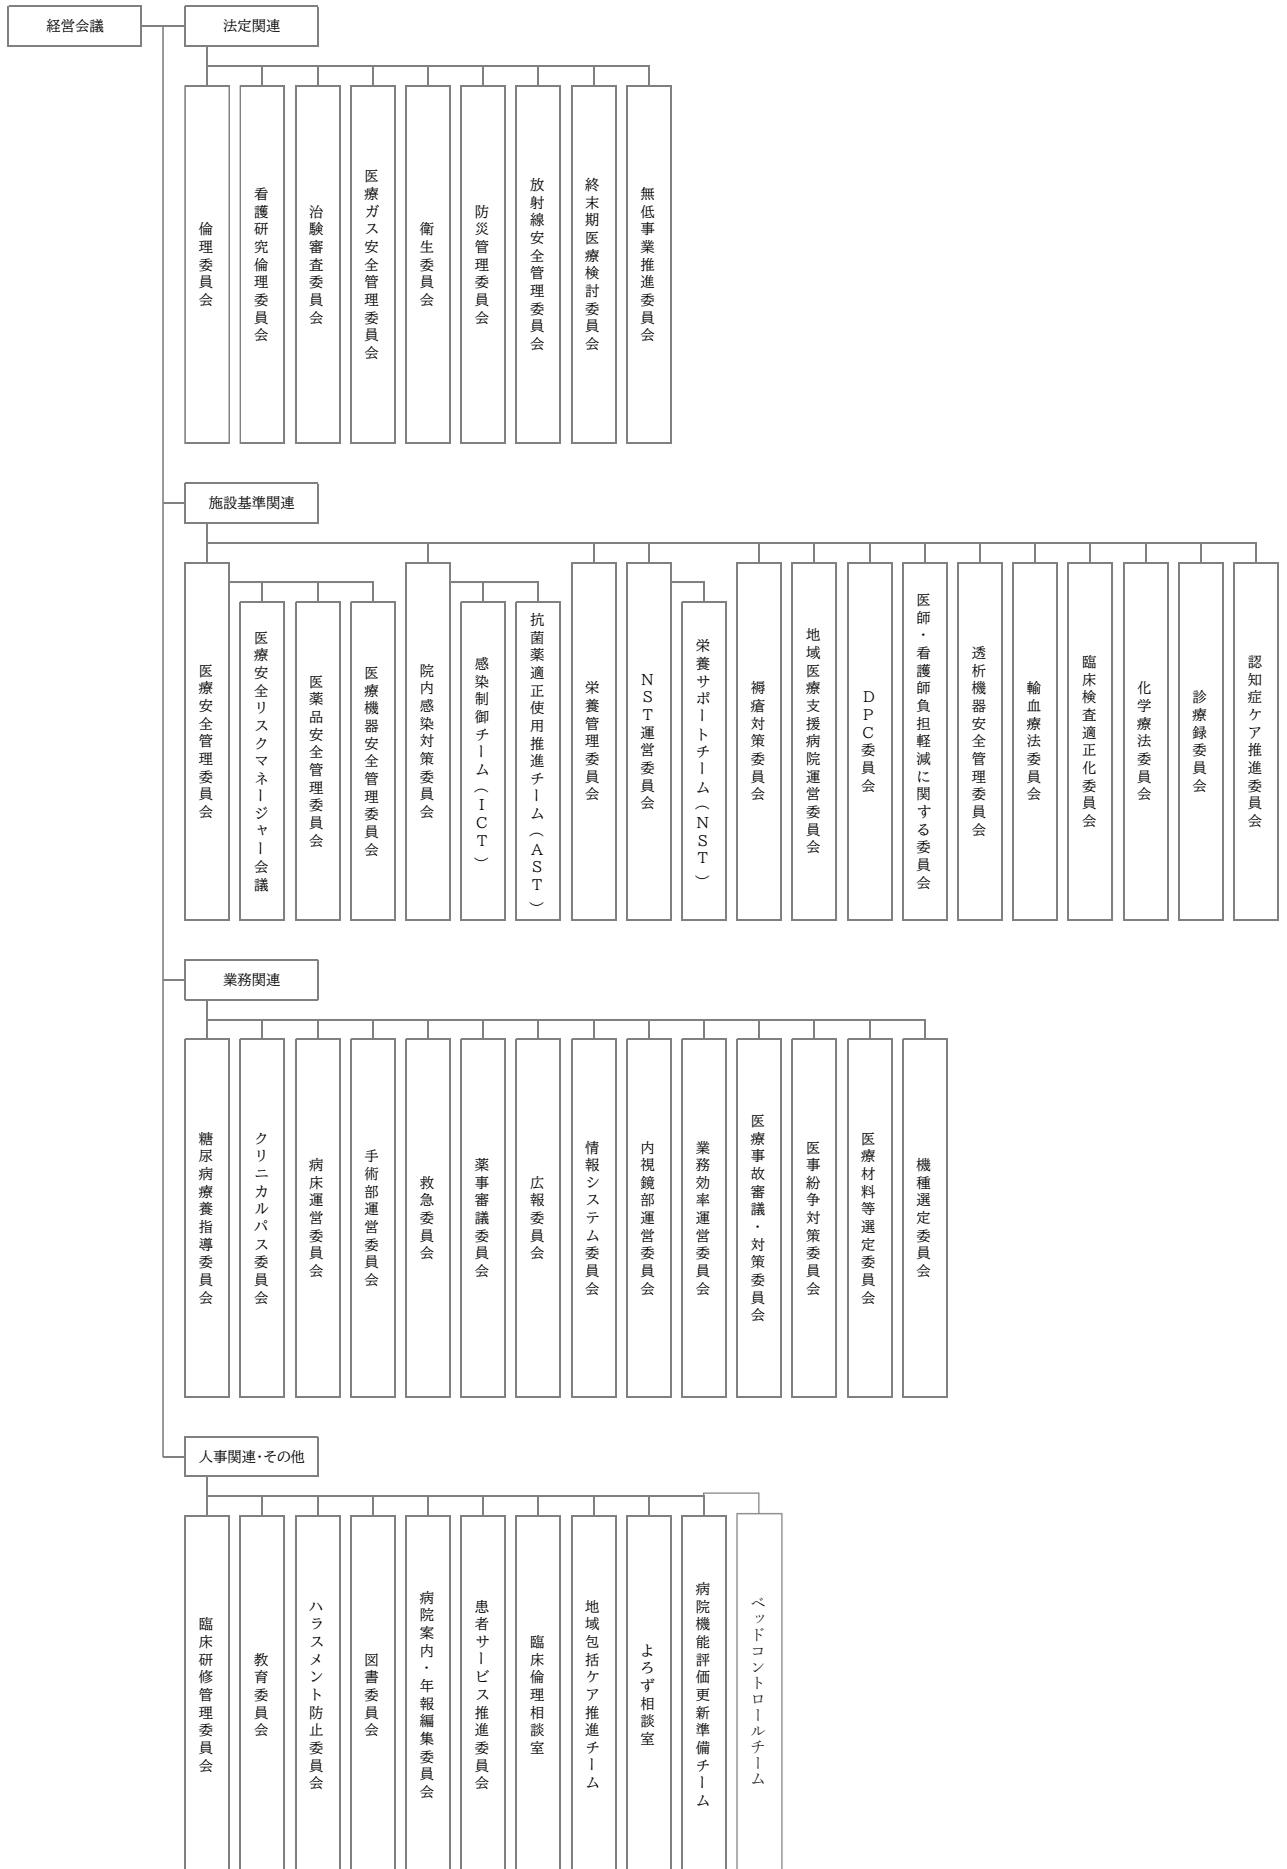 経営会議
法定関連
倫理委員会
看護研究倫理委員会
治験審査委員会
医療ガス安全管理委員会
衛生委員会
防災管理委員会
放射線安全管理委員会
終末期医療検討委員会
無低事業推進委員会
施設基準関連
医療安全管理委員会
医療安全リスクマネージャー会議
医薬品安全管理委員会
医療機器安全管理委員会
院内感染対策委員会
感染制御チーム（ICT）
抗菌薬適正使用推進チーム（AST）
栄養管理委員会
NST運営委員会
栄養サポートチーム（NST）
褥瘡対策委員会
地域医療支援病院運営委員会
DPC委員会
医師・看護師負担軽減に関する委員会
透析機器安全管理委員会
輸血療法委員会
臨床検査適正化委員会
化学療法委員会
診療録委員会
認知症ケア推進委員会
業務関連
糖尿病療養指導委員会
クリニカルパス委員会
病床運営委員会
手術部運営委員会
救急委員会
薬事審議委員会
広報委員会
情報システム委員会
内視鏡部運営委員会
業務効率運営委員会
医療事故審議・対策委員会
医事紛争対策委員会
医療材料等選定委員会
機種選定委員会
人事関連・その他
臨床研修管理委員会
教育委員会
ハラスメント防止委員会
図書委員会
病院案内・年報編集委員会
患者サービス推進委員会
臨床倫理相談室
地域包括ケア推進チーム
よろず相談室
病院機能評価更新準備チーム
ベッドコントロールチーム